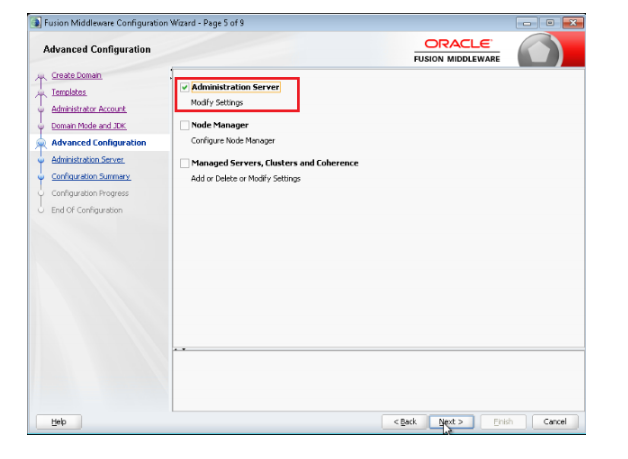 Fusion Middleware Configuration Wizard - Page 5 of 9
Advanced Configuration
ORACLE
FUSION MIDDLEWARE
Create Domain
Templates
Administrator Account
Domain Mode and JDK
Advanced Configuration
Administration Server
Configuration Summary
Configuration Progress
End Of Configuration
Administration Server
Modify Settings
Node Manager
Configure Node Manager
Managed Servers, Clusters and Coherence
Add or Delete or Modify Settings
Help
< Back
Next >
Finish
Cancel